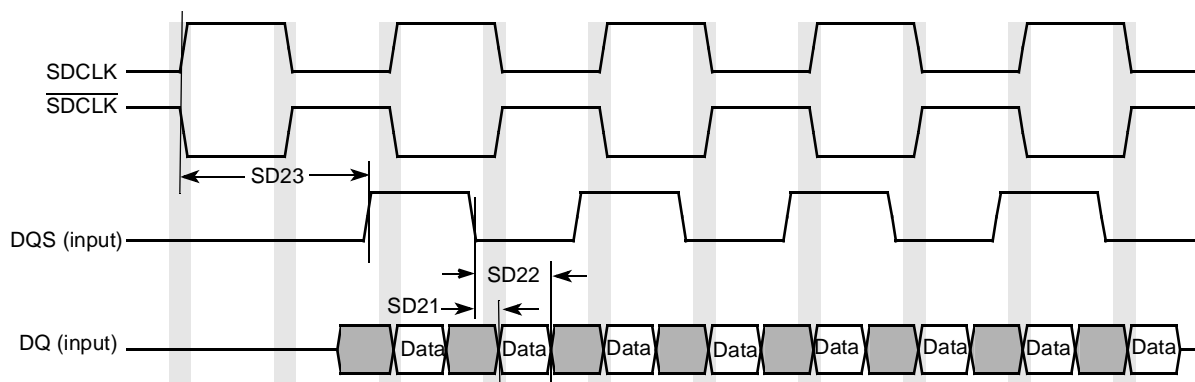 SDCLK
SDCLK
SD23
DQS (input)
SD22
SD21
DQ (input)
Data Data Data Data Data Data Data Data